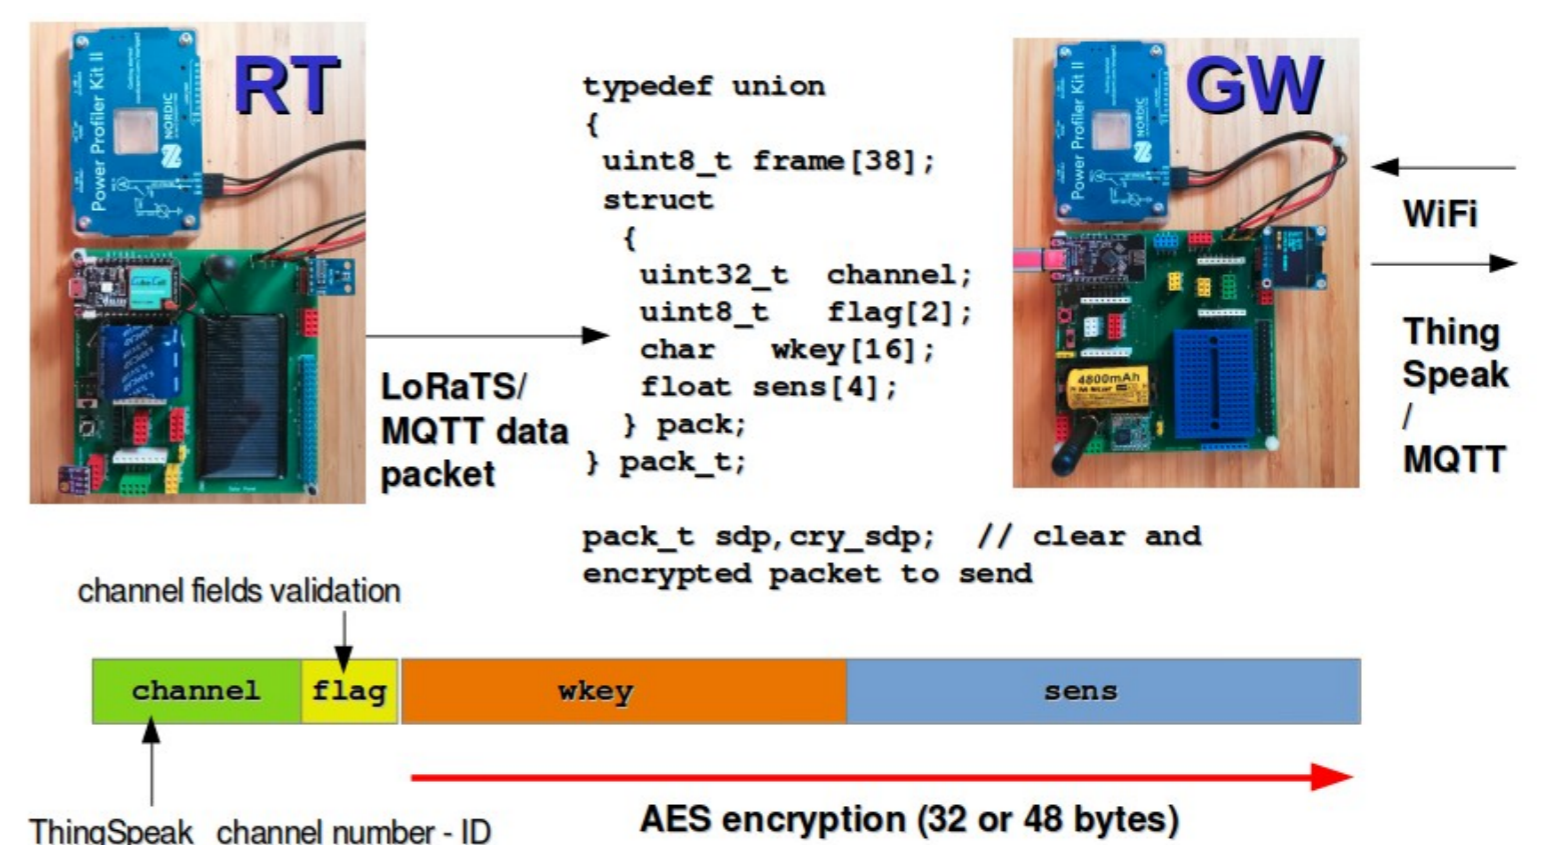 RT
Power Profiler Kit II
NORDIC
typedef union
{
uint8_t frame[38];
struct
{
uint32_t channel;
uint8_t flag[2];
char wkey[16];
float sens[4];
} pack;
} pack_t;
pack_t sdp,cry_sdp; // clear and
encrypted packet to send
LoRaTS/
MQTT data
packet
GW
Power Profiler Kit II
NORDIC
4800mAh
WiFi
Thing
Speak
/
MQTT
channel fields validation
channel flag wkey sens
AES encryption (32 or 48 bytes)
ThingSpeak channel number - ID